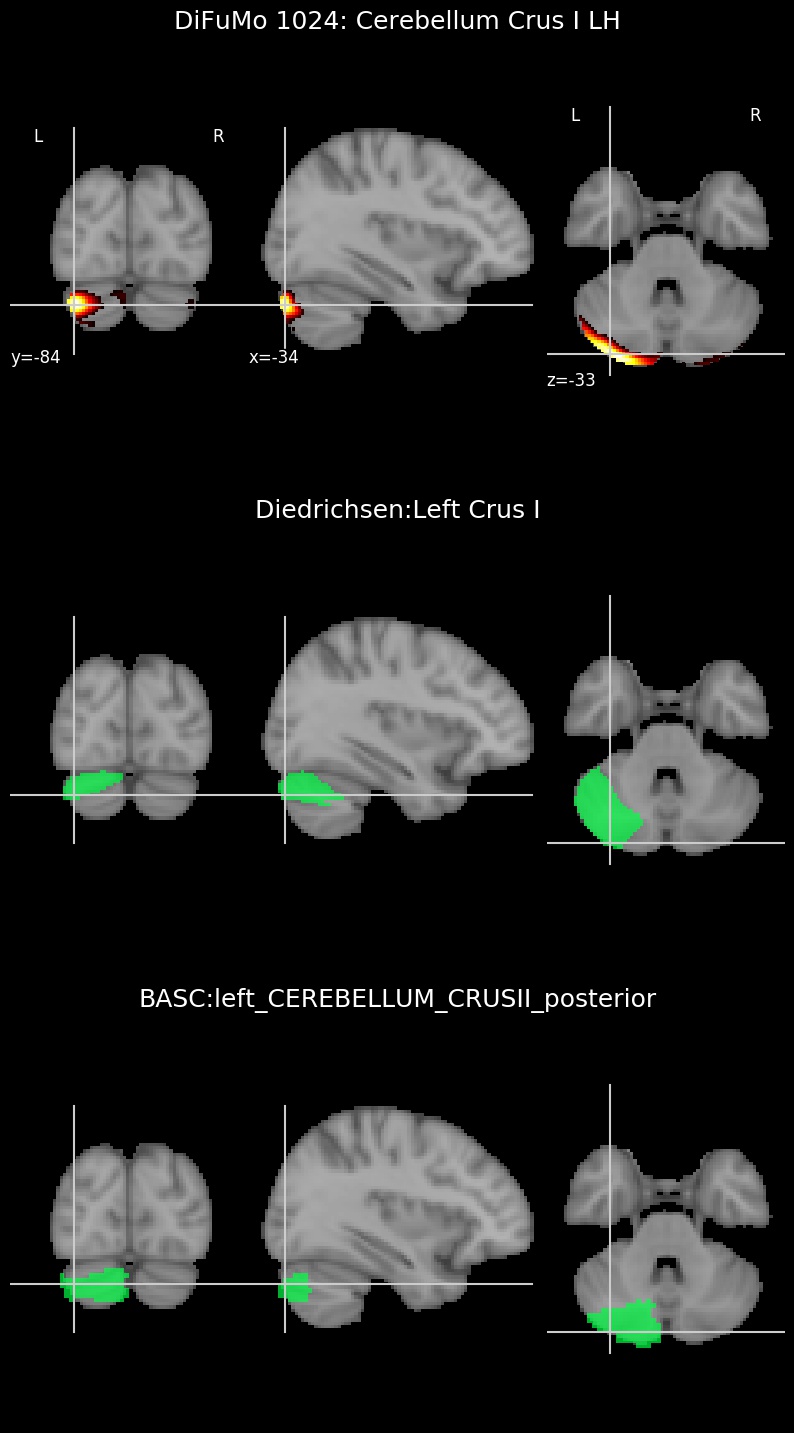 DiFuMo 1024: Cerebellum Crus I LH
L R
L R
y=-84 x=-34
z=-33
Diedrichsen:Left Crus I
BASC:left_CEREBELLUM_CRUSII_posterior